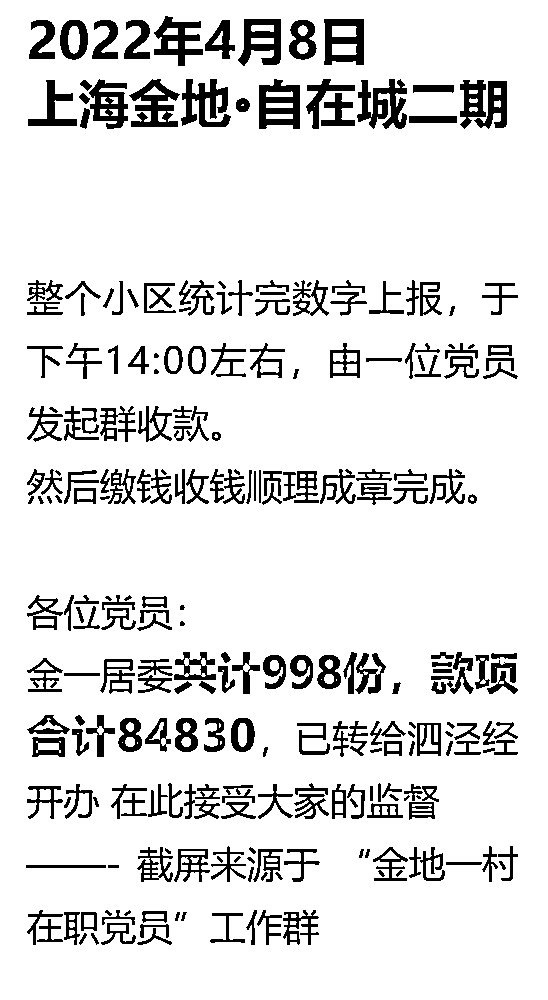 2022年4月8日
上海金地•自在城二期
整个小区统计完数字上报，于
下午14:00左右，由一位党员
发起群收款。
然后缴钱收钱顺理成章完成。
各位党员：
金一居委共计998份，款项
合计84830，已转给泗泾经
开办 在此接受大家的监督
———- 截屏来源于 “金地一村
在职党员”工作群